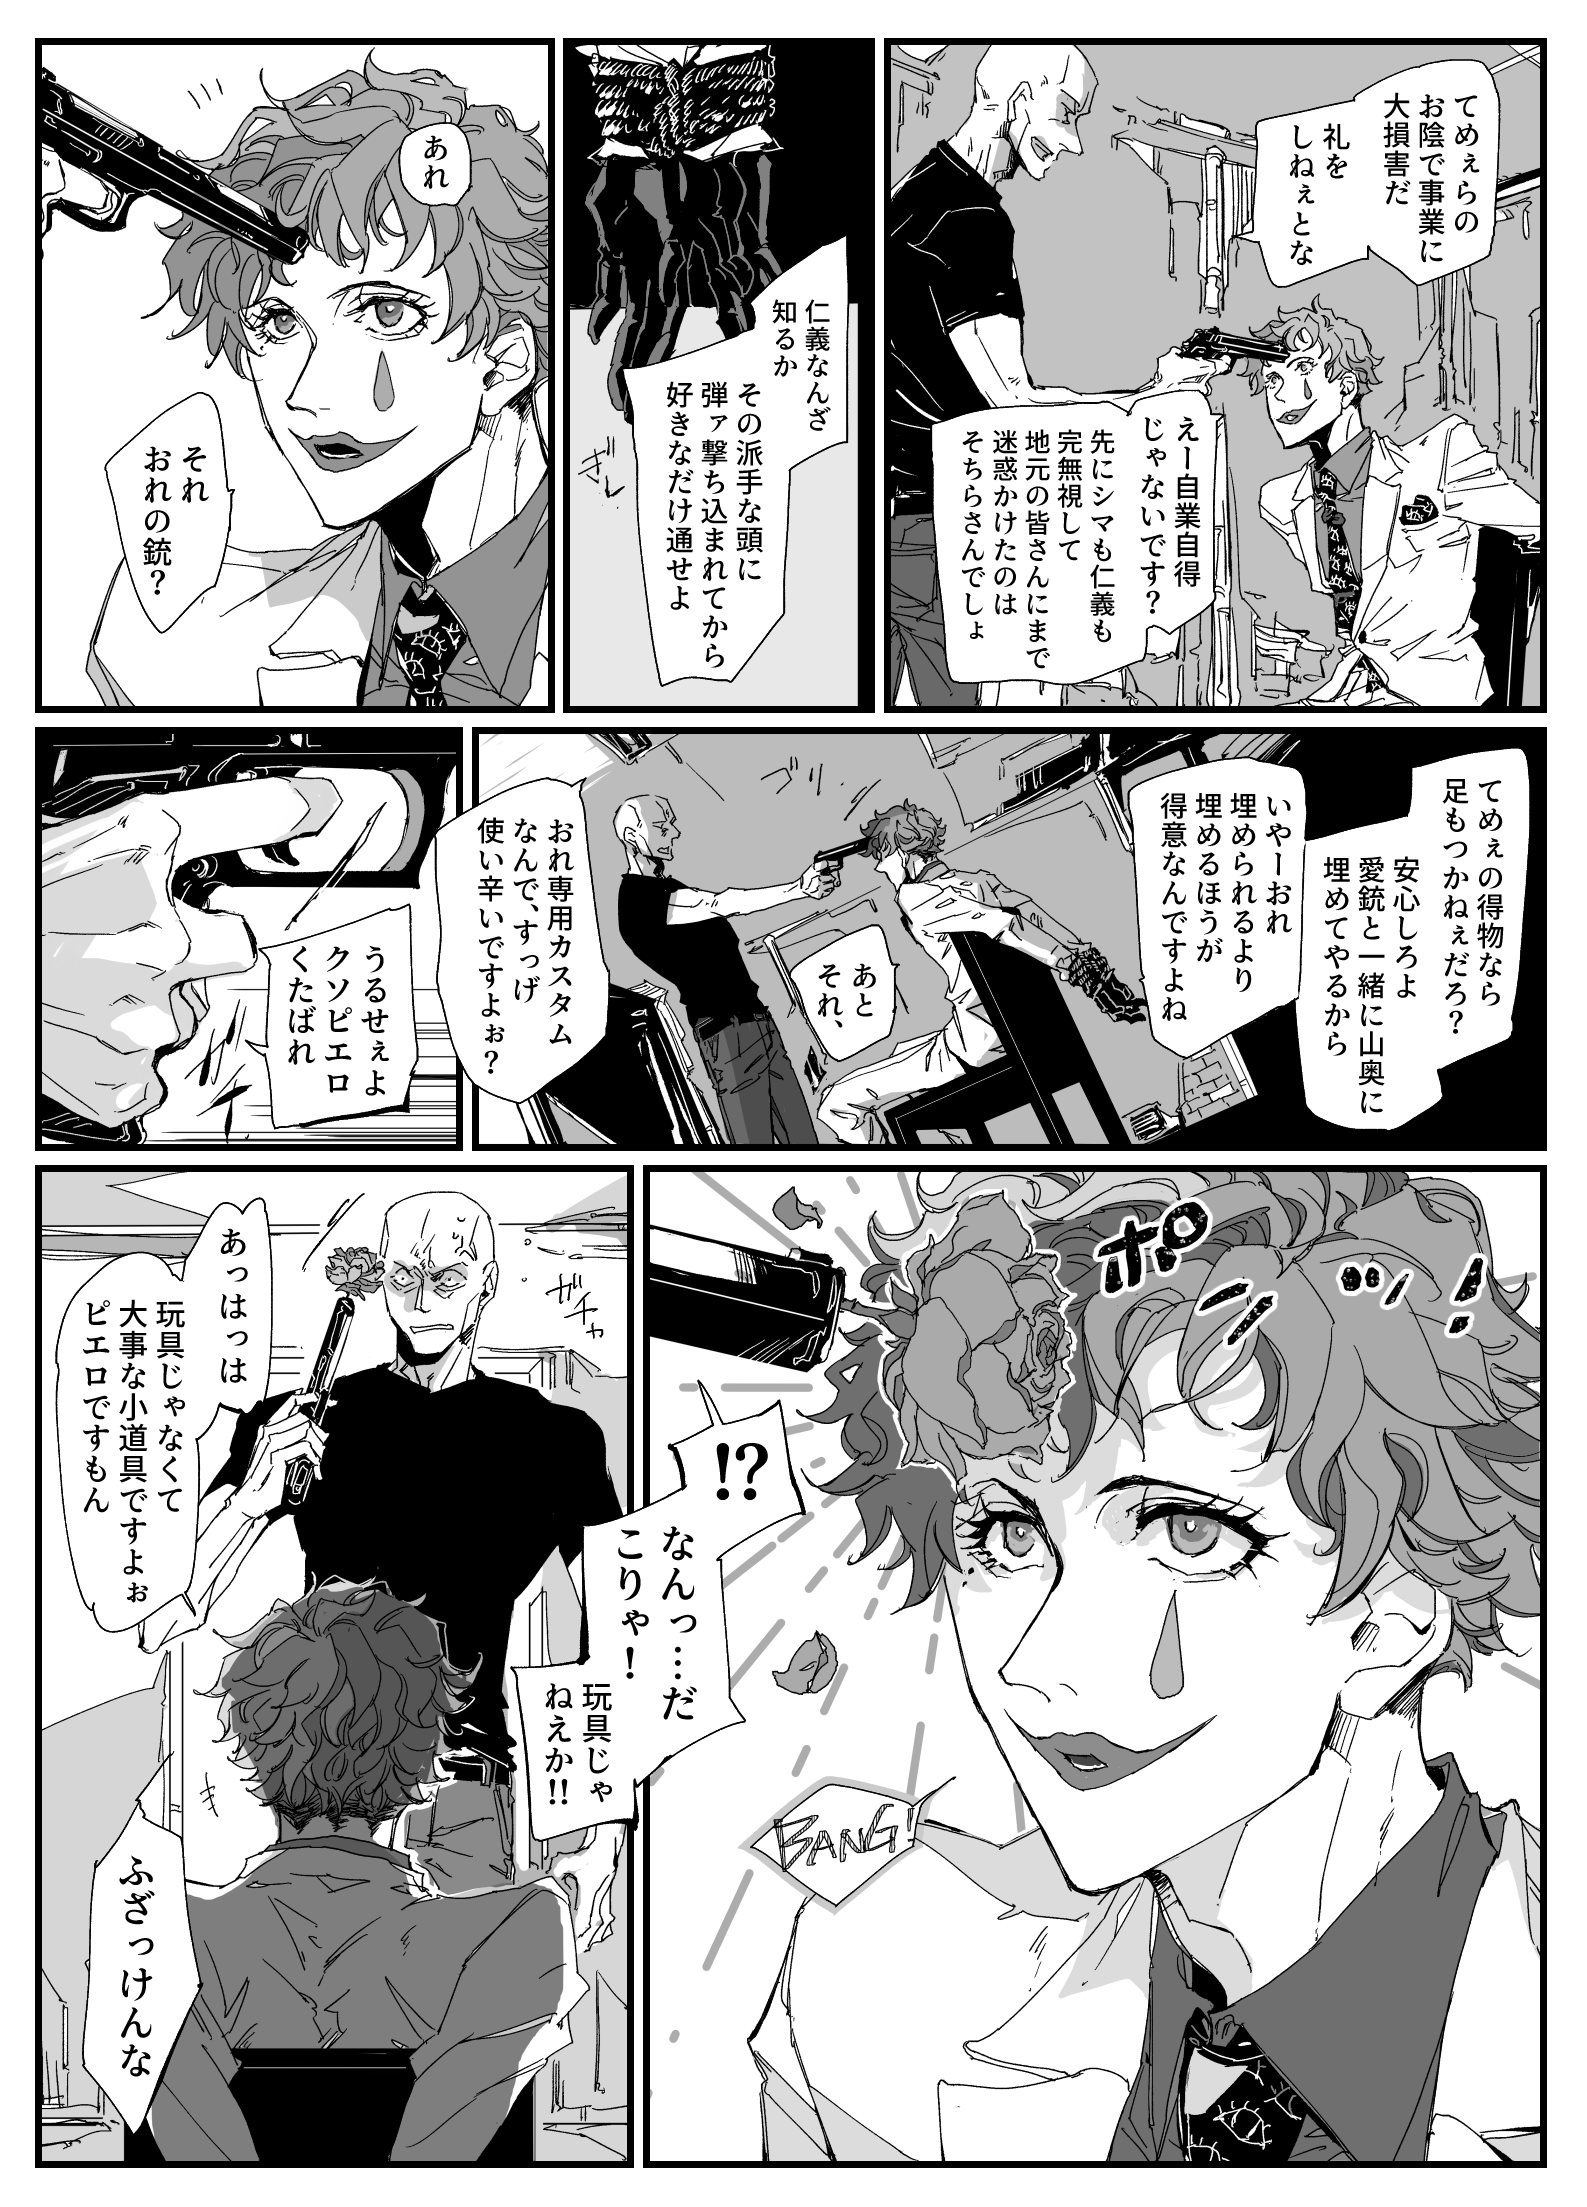 てめぇらの
お陰で事業に
大損害だ
礼を
しねぇとな
えー自業自得
じゃないです？
先にシマも仁義も
完無視して
地元の皆さんにまで
迷惑かけたのは
そちらさんでしょ
仁義なんざ
知るか
その派手な頭に
弾ァ撃ち込まれてから
好きなだけ通せよ
ぎし
あれ
それ
おれの銃？
てめぇの得物なら
足もつかねぇだろ？
安心しろよ
愛銃と一緒に山奥に
埋めてやるから
いやーおれ
埋められるより
埋めるほうが
得意なんですよね
ゴリ
あと
それ、
おれ専用カスタム
なんで、すっげ
使い辛いですよぉ？
うるせぇよ
クソピエロ
くたばれ
ポンッ！
BANG!
!?
なんっ…だ
こりゃ！
玩具じゃ
ねえか!!
ガチャ
あっはっは
玩具じゃなくて
大事な小道具ですよぉ
ピエロですもん
ふざっけんな